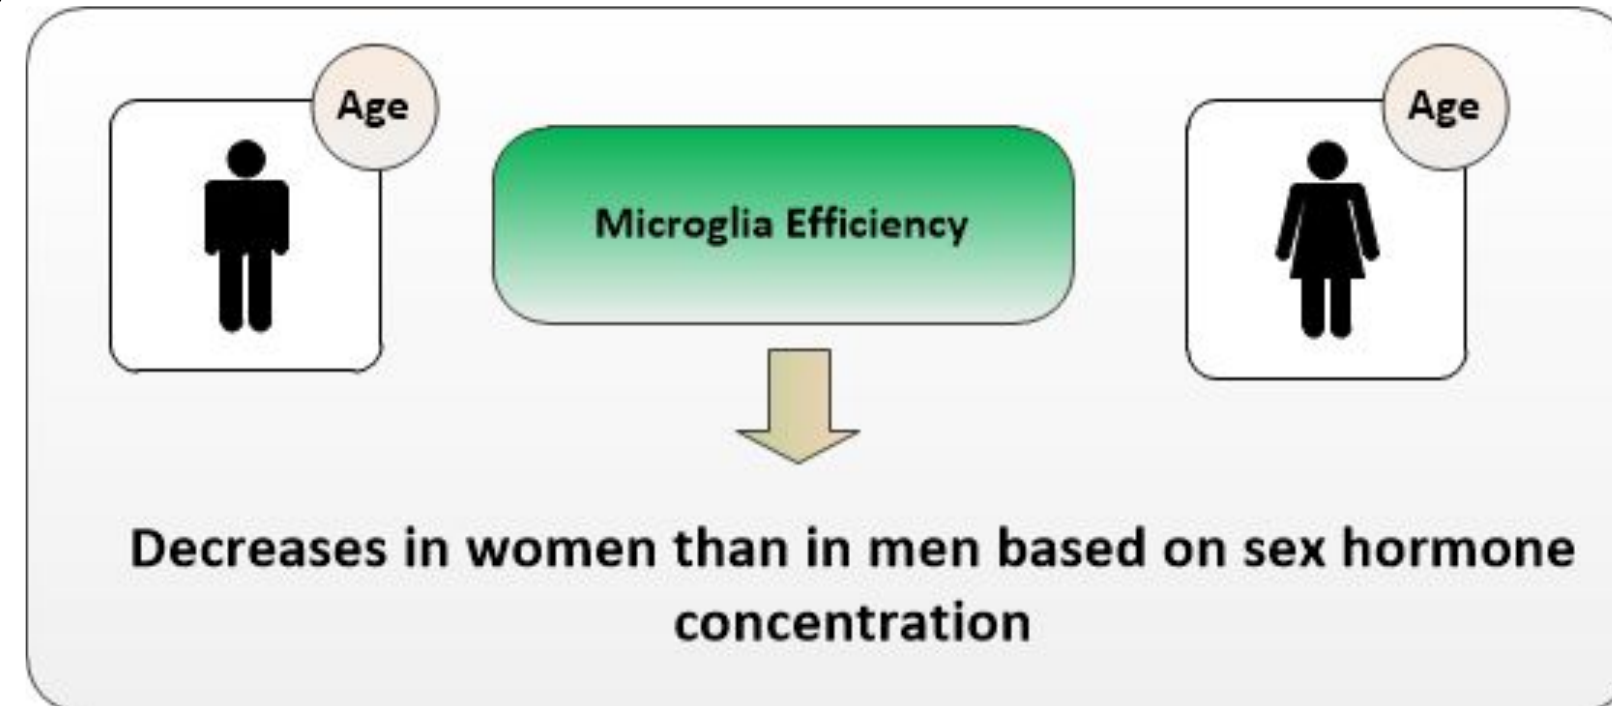 Age
Age
Microglia Efficiency
Decreases in women than in men based on sex hormone
concentration